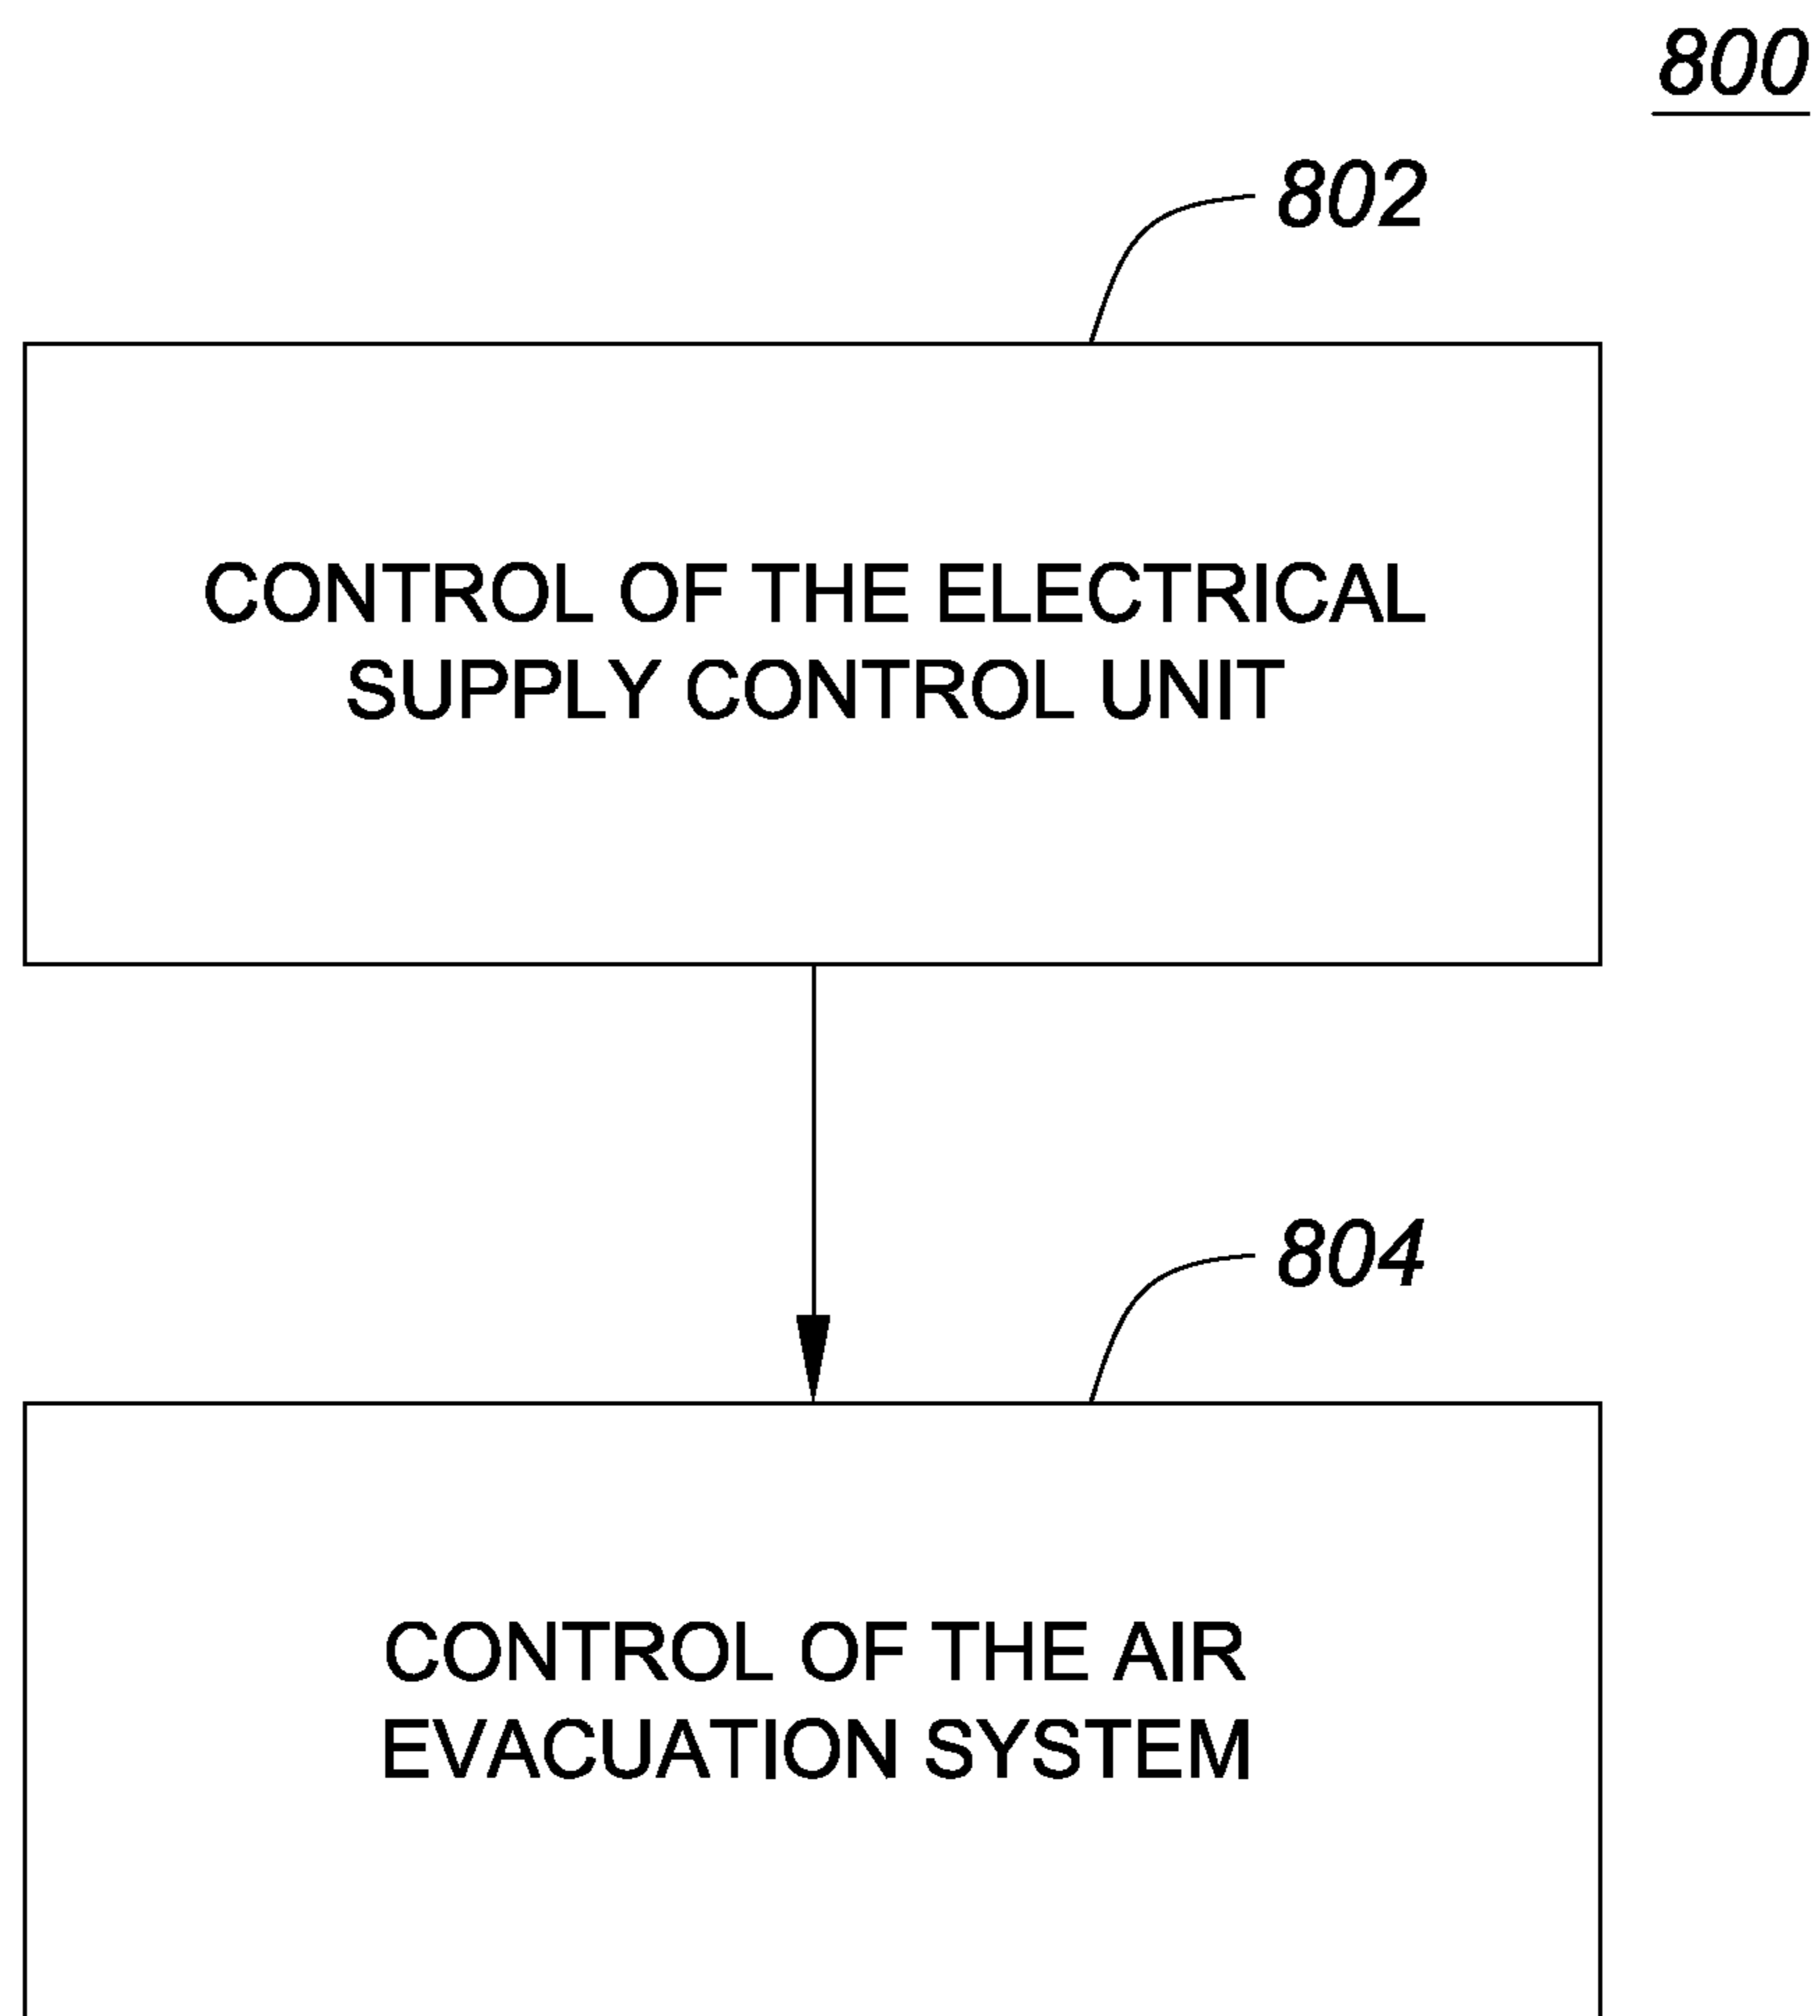 800
802
CONTROL OF THE ELECTRICAL
SUPPLY CONTROL UNIT
804
CONTROL OF THE AIR
EVACUATION SYSTEM